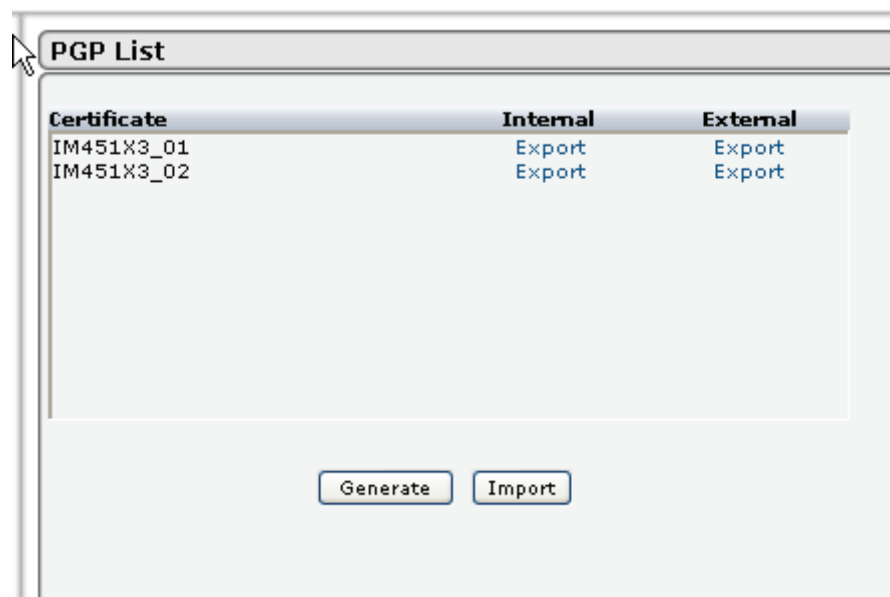 PGP List
Certificate Internal External
IM451X3_01 Export Export
IM451X3_02 Export Export
Generate Import